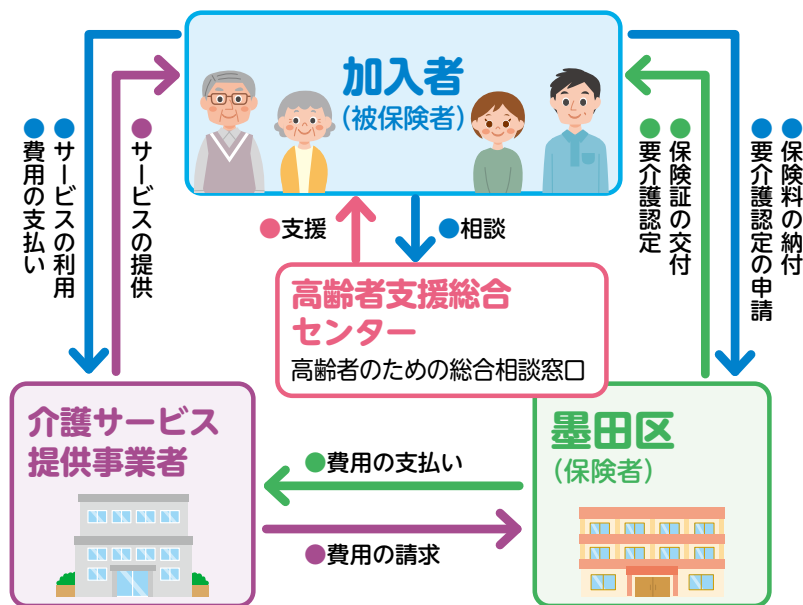 加入者
(被保険者)
●サービスの利用
●費用の支払い
●サービスの提供
●支援
●相談
●保険証の交付
●要介護認定
●保険料の納付
●要介護認定の申請
高齢者支援総合
センター
高齢者のための総合相談窓口
介護サービス
提供事業者
墨田区
(保険者)
●費用の支払い
●費用の請求